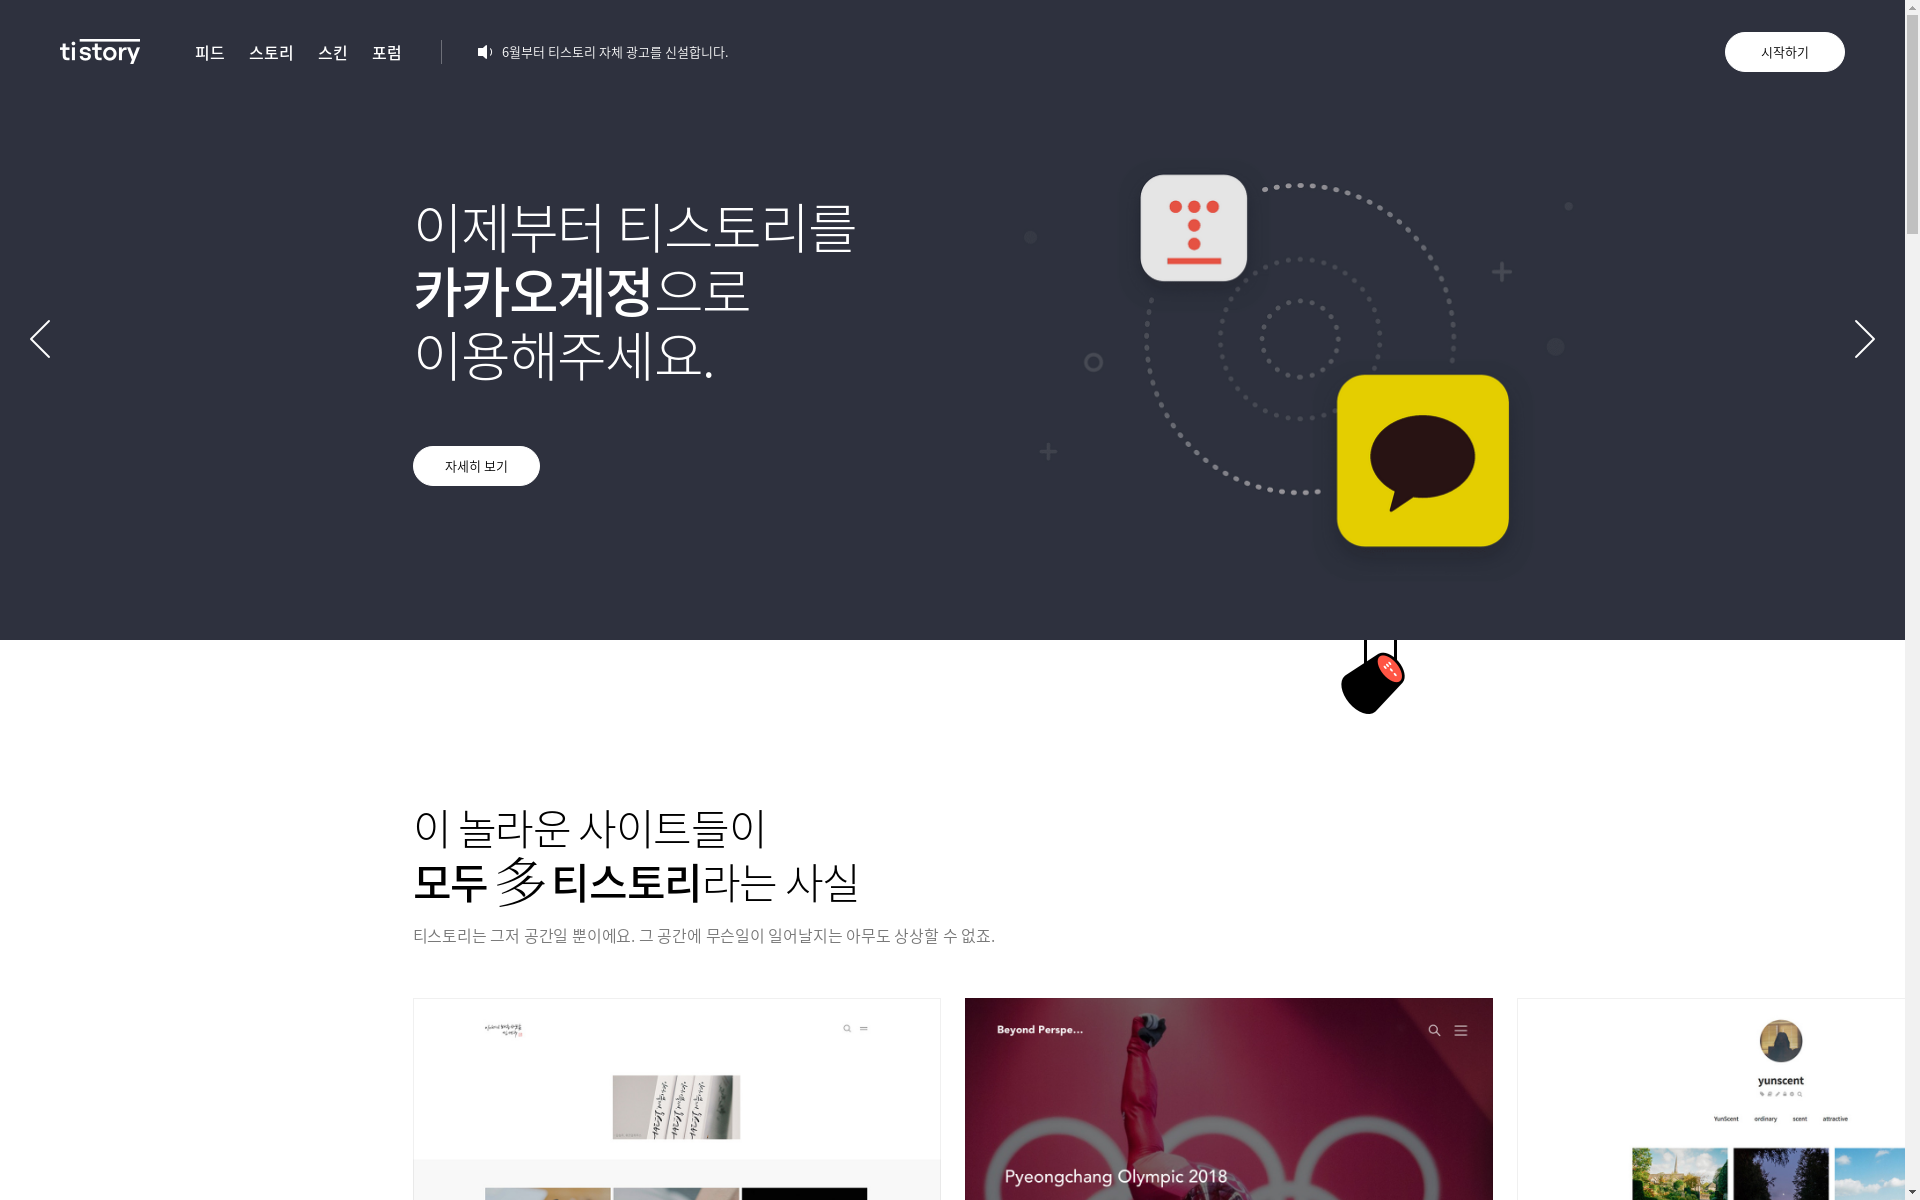 tistory
피드 스토리 스킨 포럼
6월부터 티스토리 자체 광고를 신설합니다.
시작하기
이제부터 티스토리를
카카오계정으로
이용해주세요.
자세히 보기
이 놀라운 사이트들이
모두 多 티스토리라는 사실
티스토리는 그저 공간일 뿐이에요. 그 공간에 무슨일이 일어날지는 아무도 상상할 수 없죠.
Beyond Perspe...
Pyeongchang Olympic 2018
yunscent
YunScent ordinary scent attractive